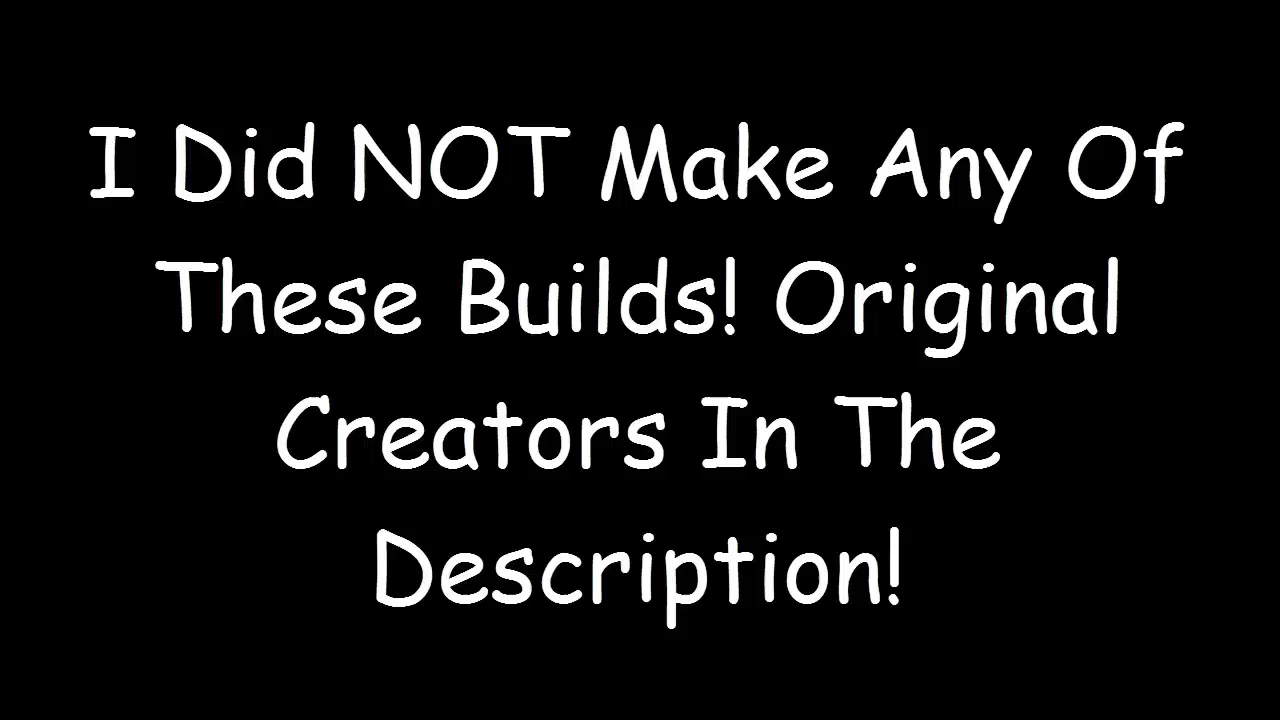 I Did NOT Make Any Of
These Builds! Original
Creators In The
Description!